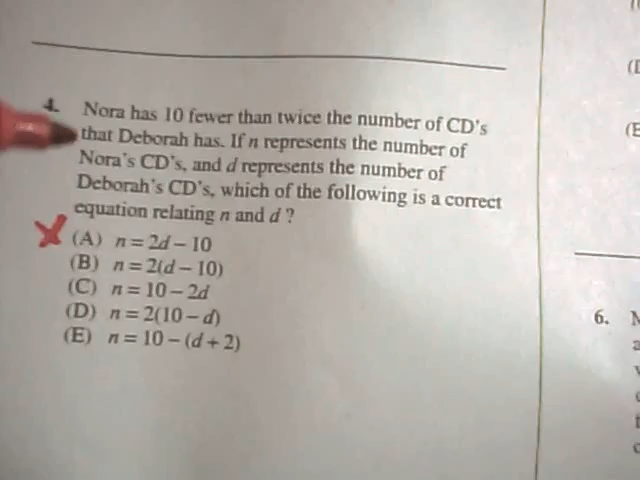 4. Nora has 10 fewer than twice the number of CD's
that Deborah has. If n represents the number of
Nora's CD's, and d represents the number of
Deborah's CD's, which of the following is a correct
equation relating n and d ?
(A) n = 2d – 10
(B) n = 2(d – 10)
(C) n = 10 – 2d
(D) n = 2(10 – d)
(E) n = 10 – (d + 2)
6.